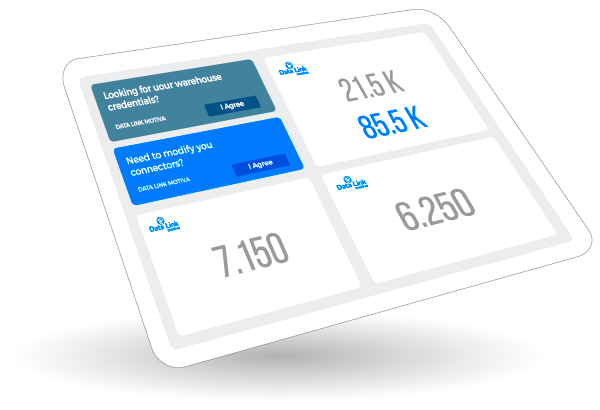 Looking for uour warehouse
credentials?
DATA LINK MOTIVA
I Agree
Need to modify you
connectors?
DATA LINK MOTIVA
I Agree
Data Link
21.5 K
85.5 K
Data Link
7.150
Data Link
6.250